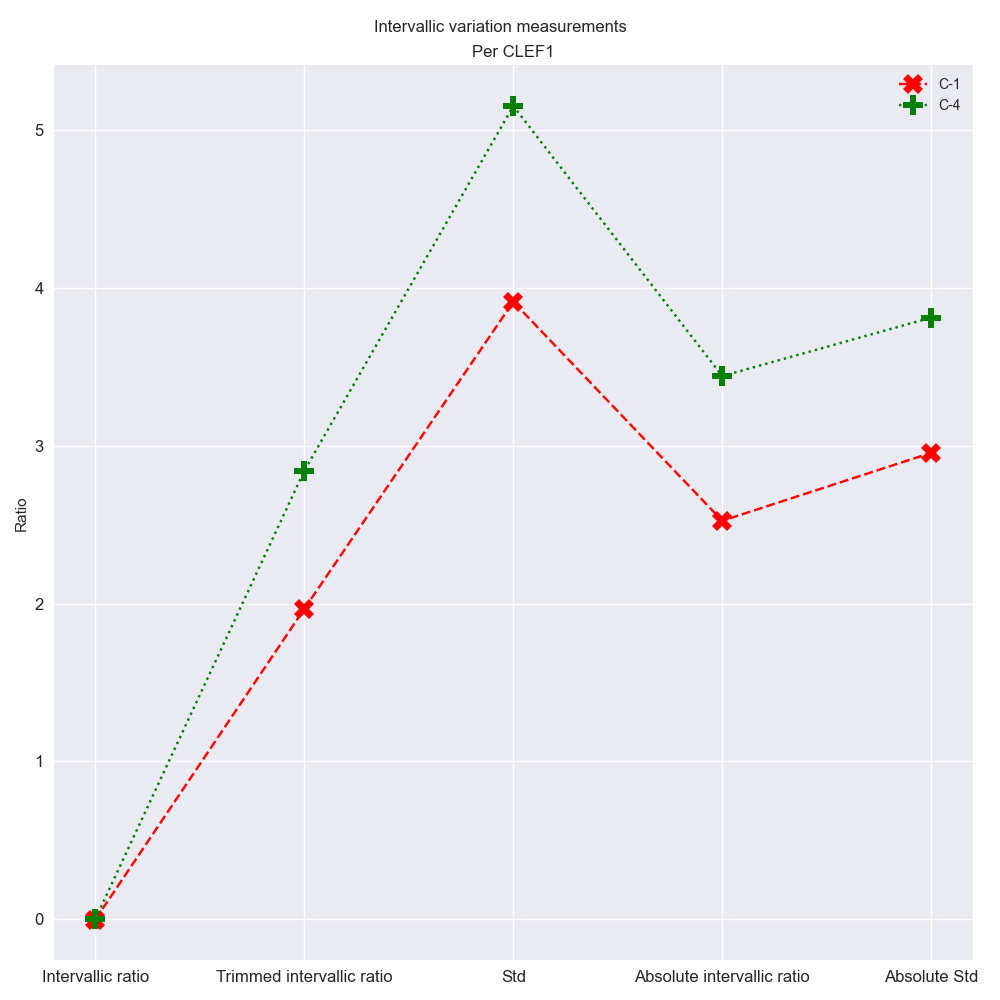 Intervallic variation measurements
Per CLEF1
C-1
C-4
5
4
3
2
1
0
Ratio
Intervallic ratio
Trimmed intervallic ratio
Std
Absolute intervallic ratio
Absolute Std